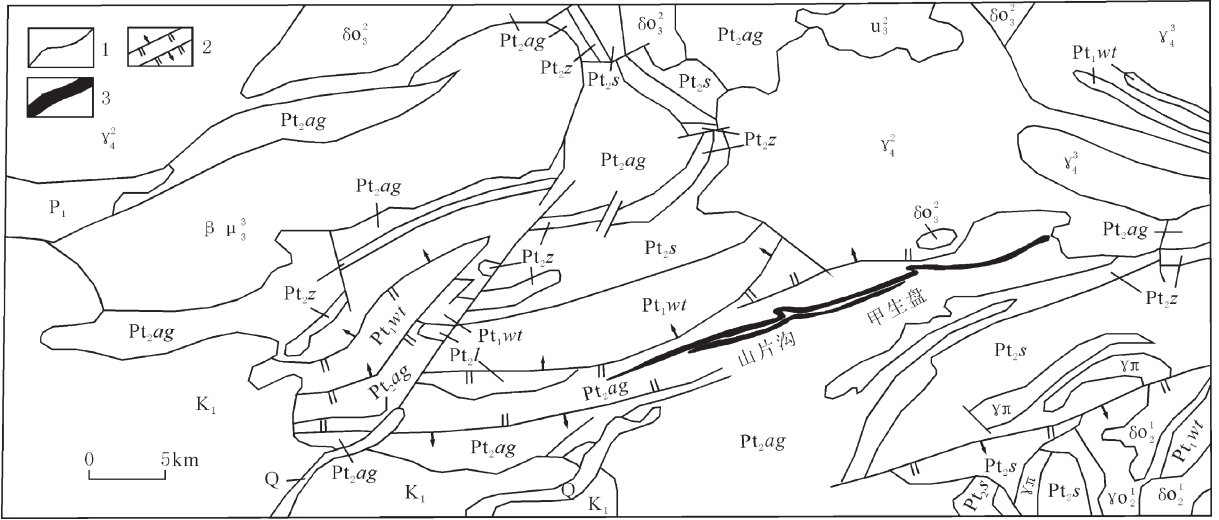 1
2
3
δo₃²
Pt₂ag
Pt₂z
Pt₂s
δo₃²
Pt₂s
Pt₂ag
u₃²
δo₃²
γ₄³
Pt₁wt
γ₄²
Pt₂ag
Pt₂ag
Pt₂z
γ₄²
γ₄³
P₁
Pt₂ag
β μ₃³
δo₃²
Pt₂ag
Pt₂s
Pt₂z
Pt₂z
Pt₂z
Pt₂ag
Pt₁wt
Pt₁wt
Pt₁wt
甲生盘
Pt₂l
山片沟
Pt₂s
Pt₂ag
Pt₂ag
γπ
K₁
γπ
δo₂¹
Pt₁wt
Pt₂ag
Pt₂ag
0
5km
Pt₂ag
Q
K₁
Q
K₁
Pt₂s
Pt₂s
γπ
Pt₂s
γo₂¹
δo₂¹